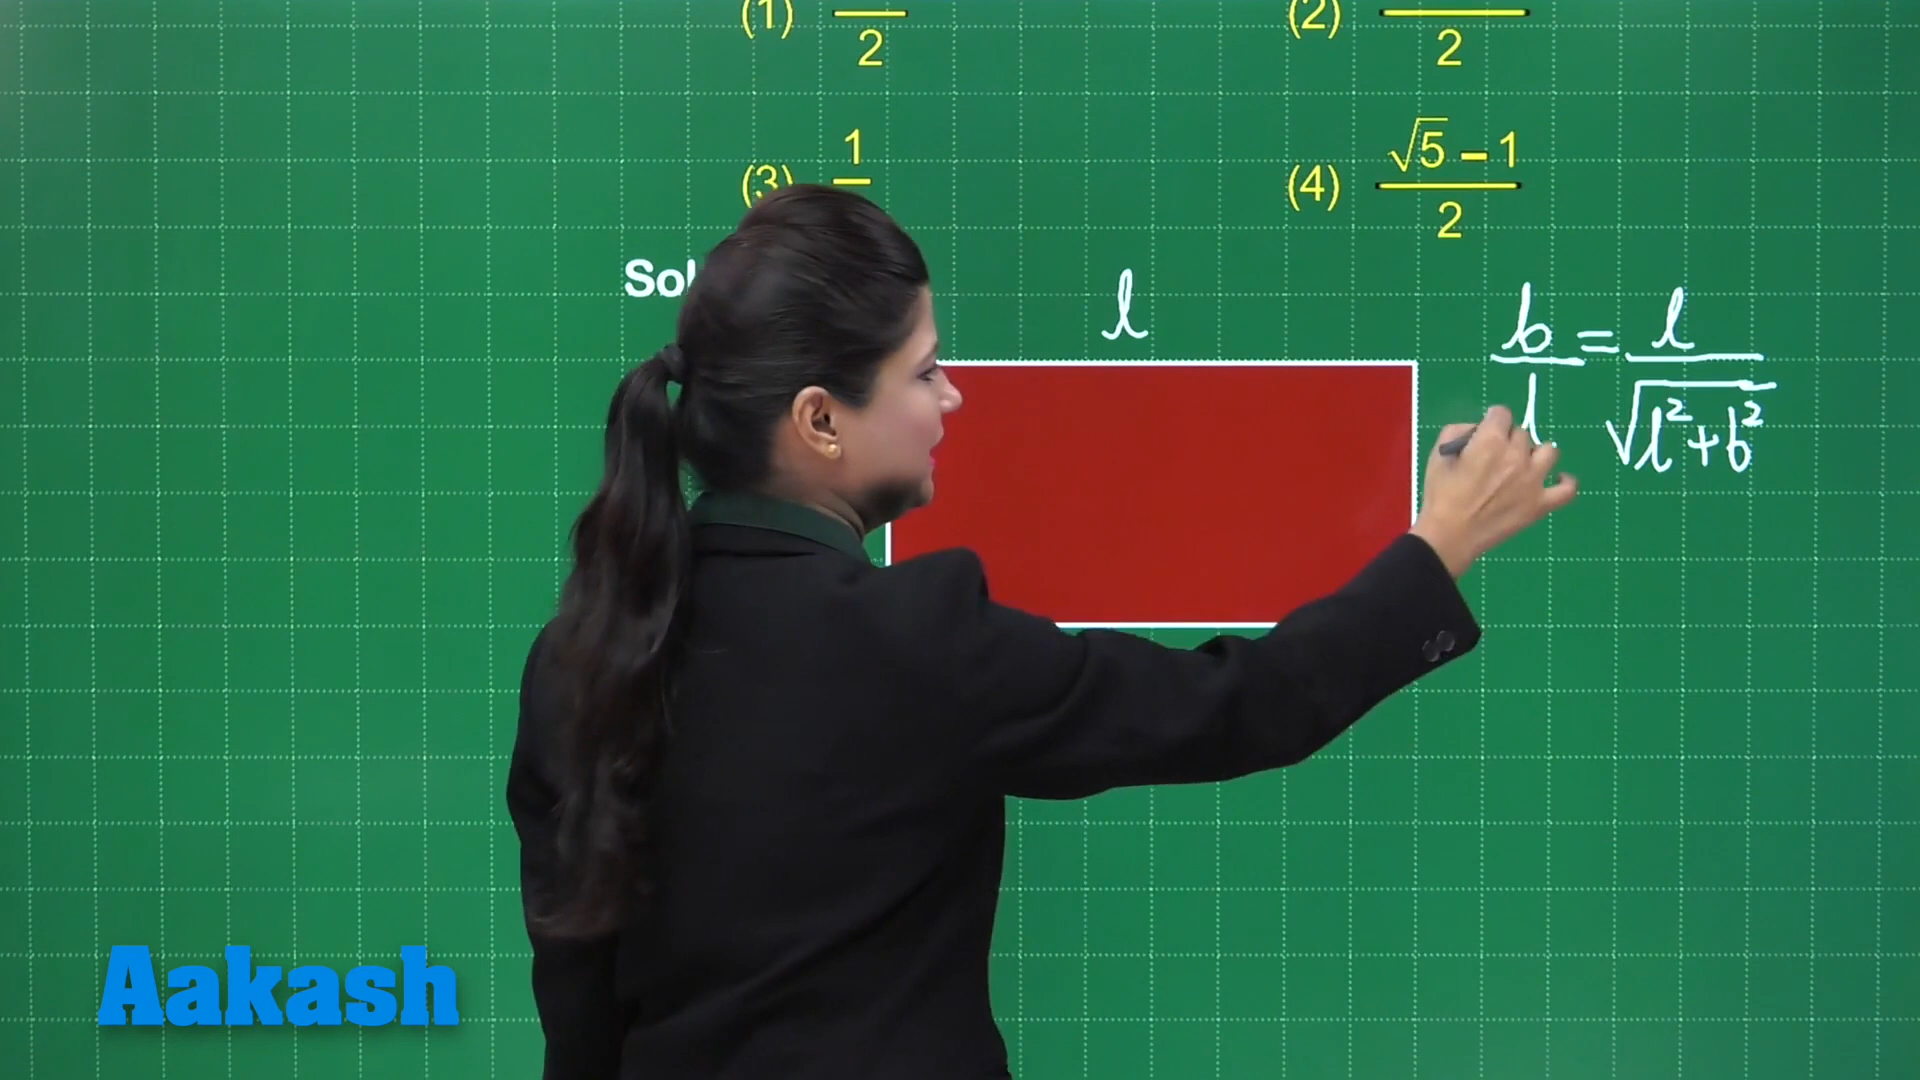 (1) 2
(2) 2
(3) 1
(4) √5 – 1 / 2
Sol
l
b/l = l/√l²+b²
Aakash